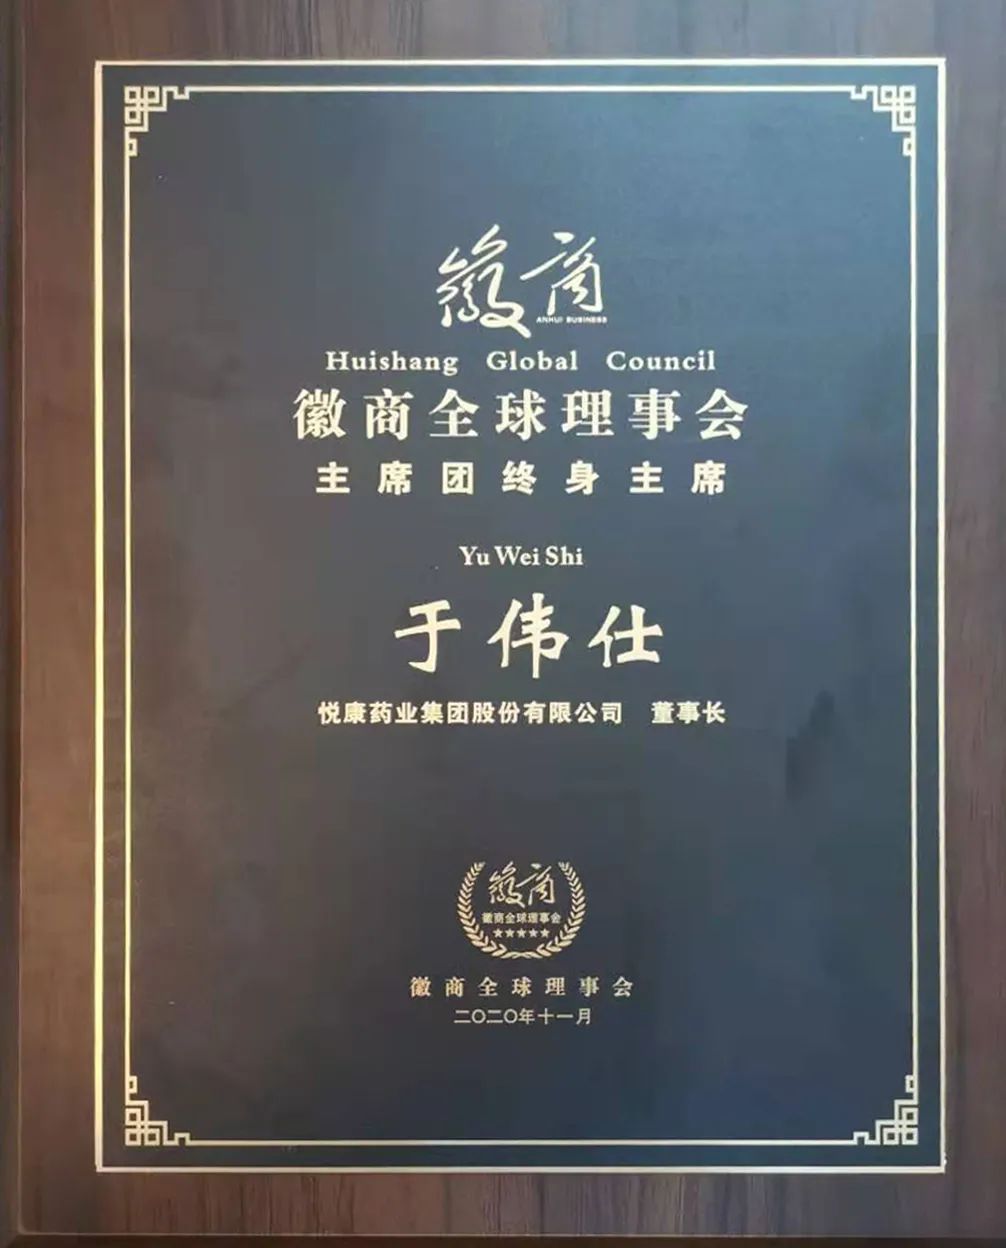 徽商
ANHUI BUSINESS
Huishang Global Council
徽商全球理事会
主席团终身主席
Yu Wei Shi
于伟仕
悦康药业集团股份有限公司 董事长
徽商
徽商全球理事会
徽商全球理事会
二〇二〇年十一月